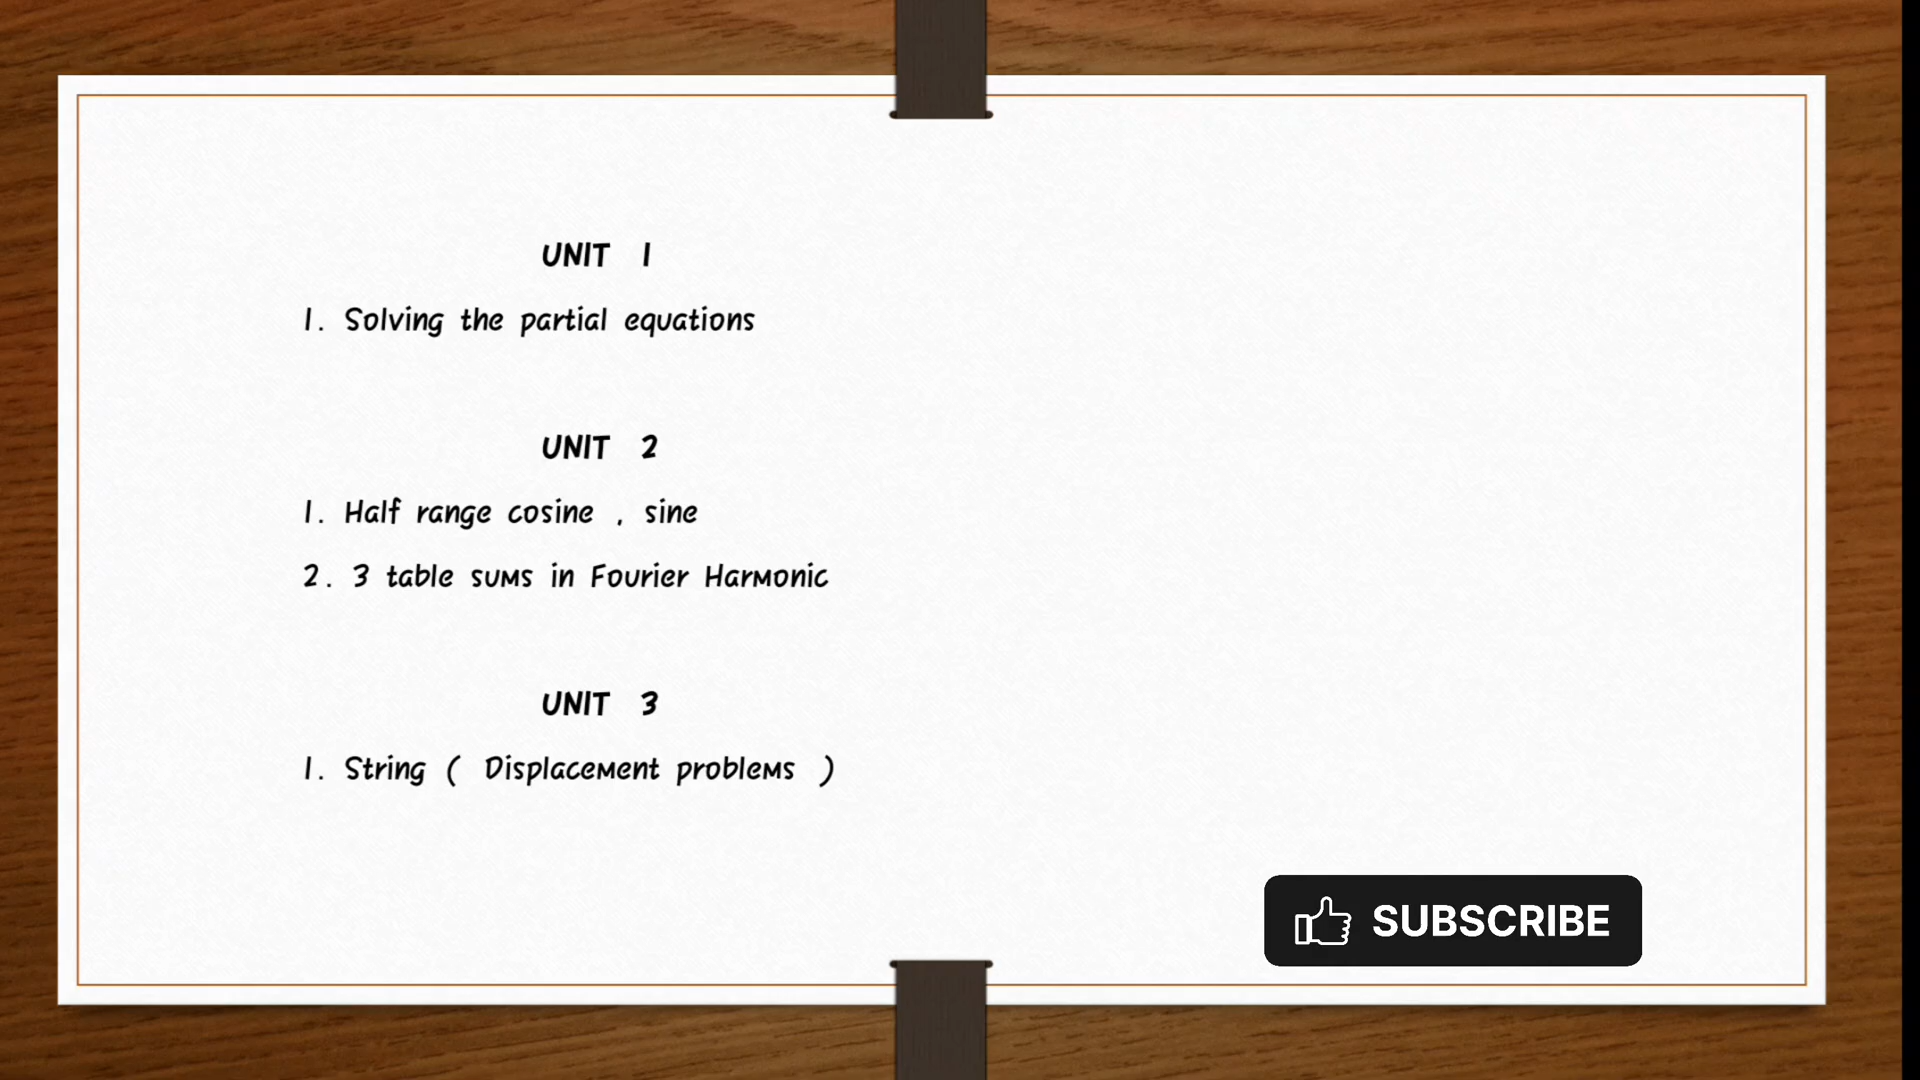 UNIT 1
1. Solving the partial equations
UNIT 2
1. Half range cosine , sine
2. 3 table sums in Fourier Harmonic
UNIT 3
1. String ( Displacement problems )
SUBSCRIBE